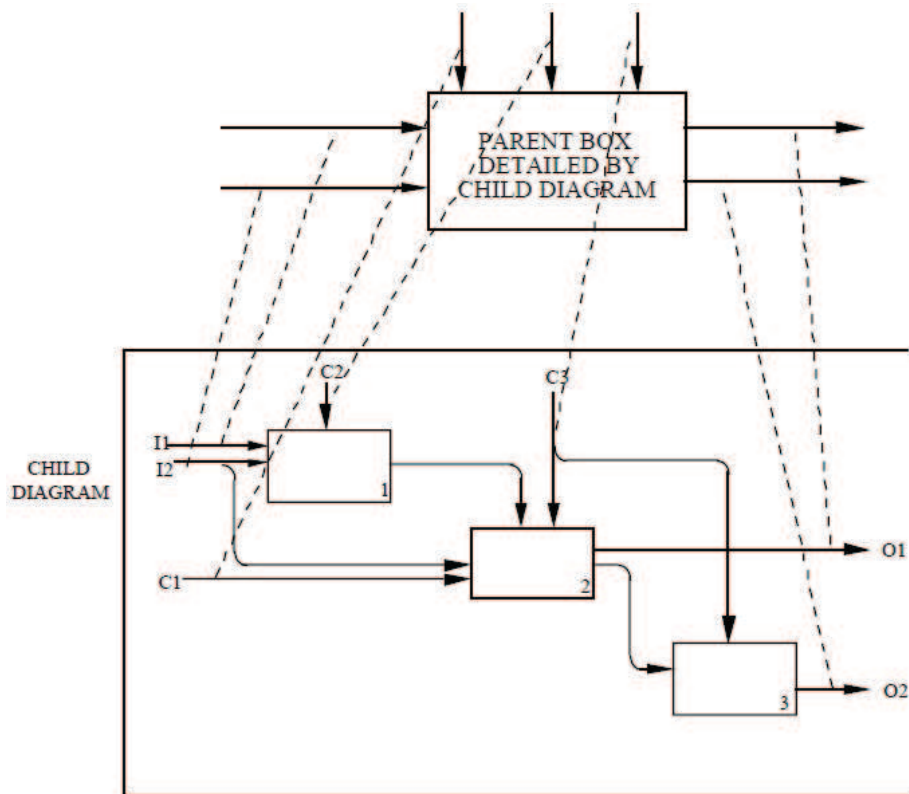 PARENT BOX
DETAILED BY
CHILD DIAGRAM
C2
C3
I1
I2
CHILD
DIAGRAM
1
C1
2
O1
3
O2